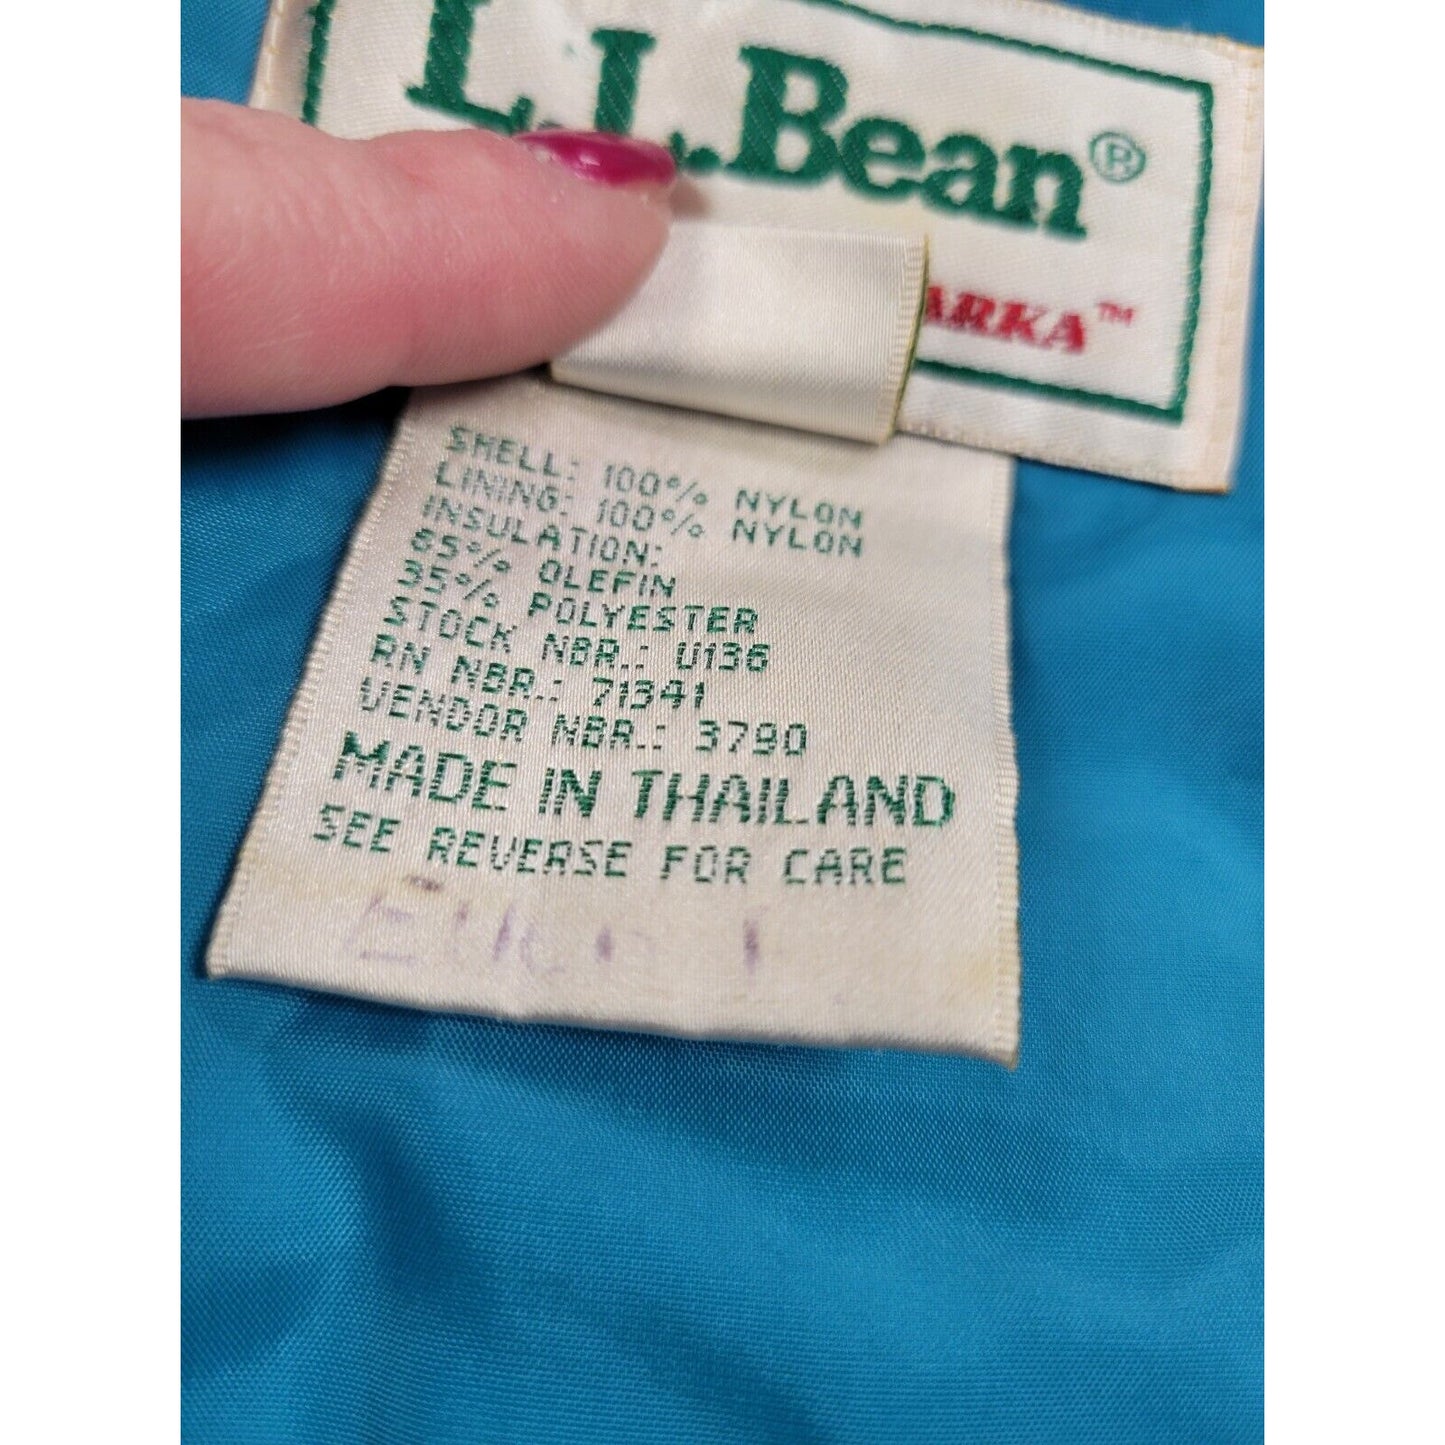 L.L.Bean®
ARKA™
SHELL: 100% NYLON
LINING: 100% NYLON
INSULATION:
65% OLEFIN
35% POLYESTER
STOCK NBR.: U136
RN NBR.: 71341
VENDOR NBR.: 3790
MADE IN THAILAND
SEE REVERSE FOR CARE